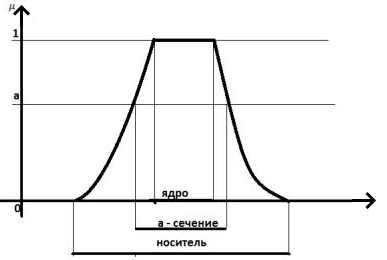 μ
1
a
0
ядро
а - сечение
носитель